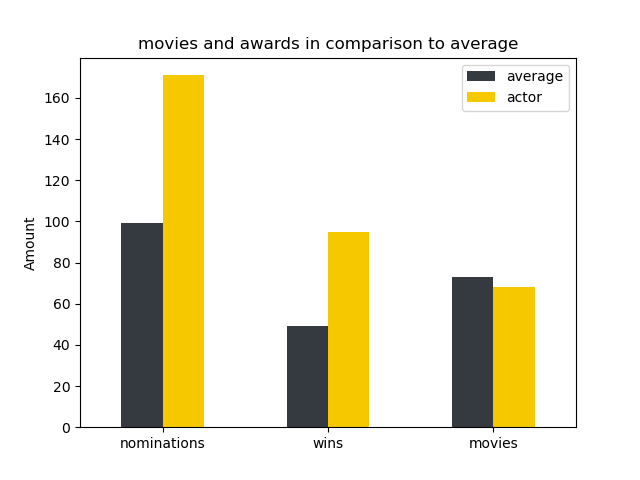 movies and awards in comparison to average
average
actor
Amount
160
140
120
100
80
60
40
20
0
nominations
wins
movies